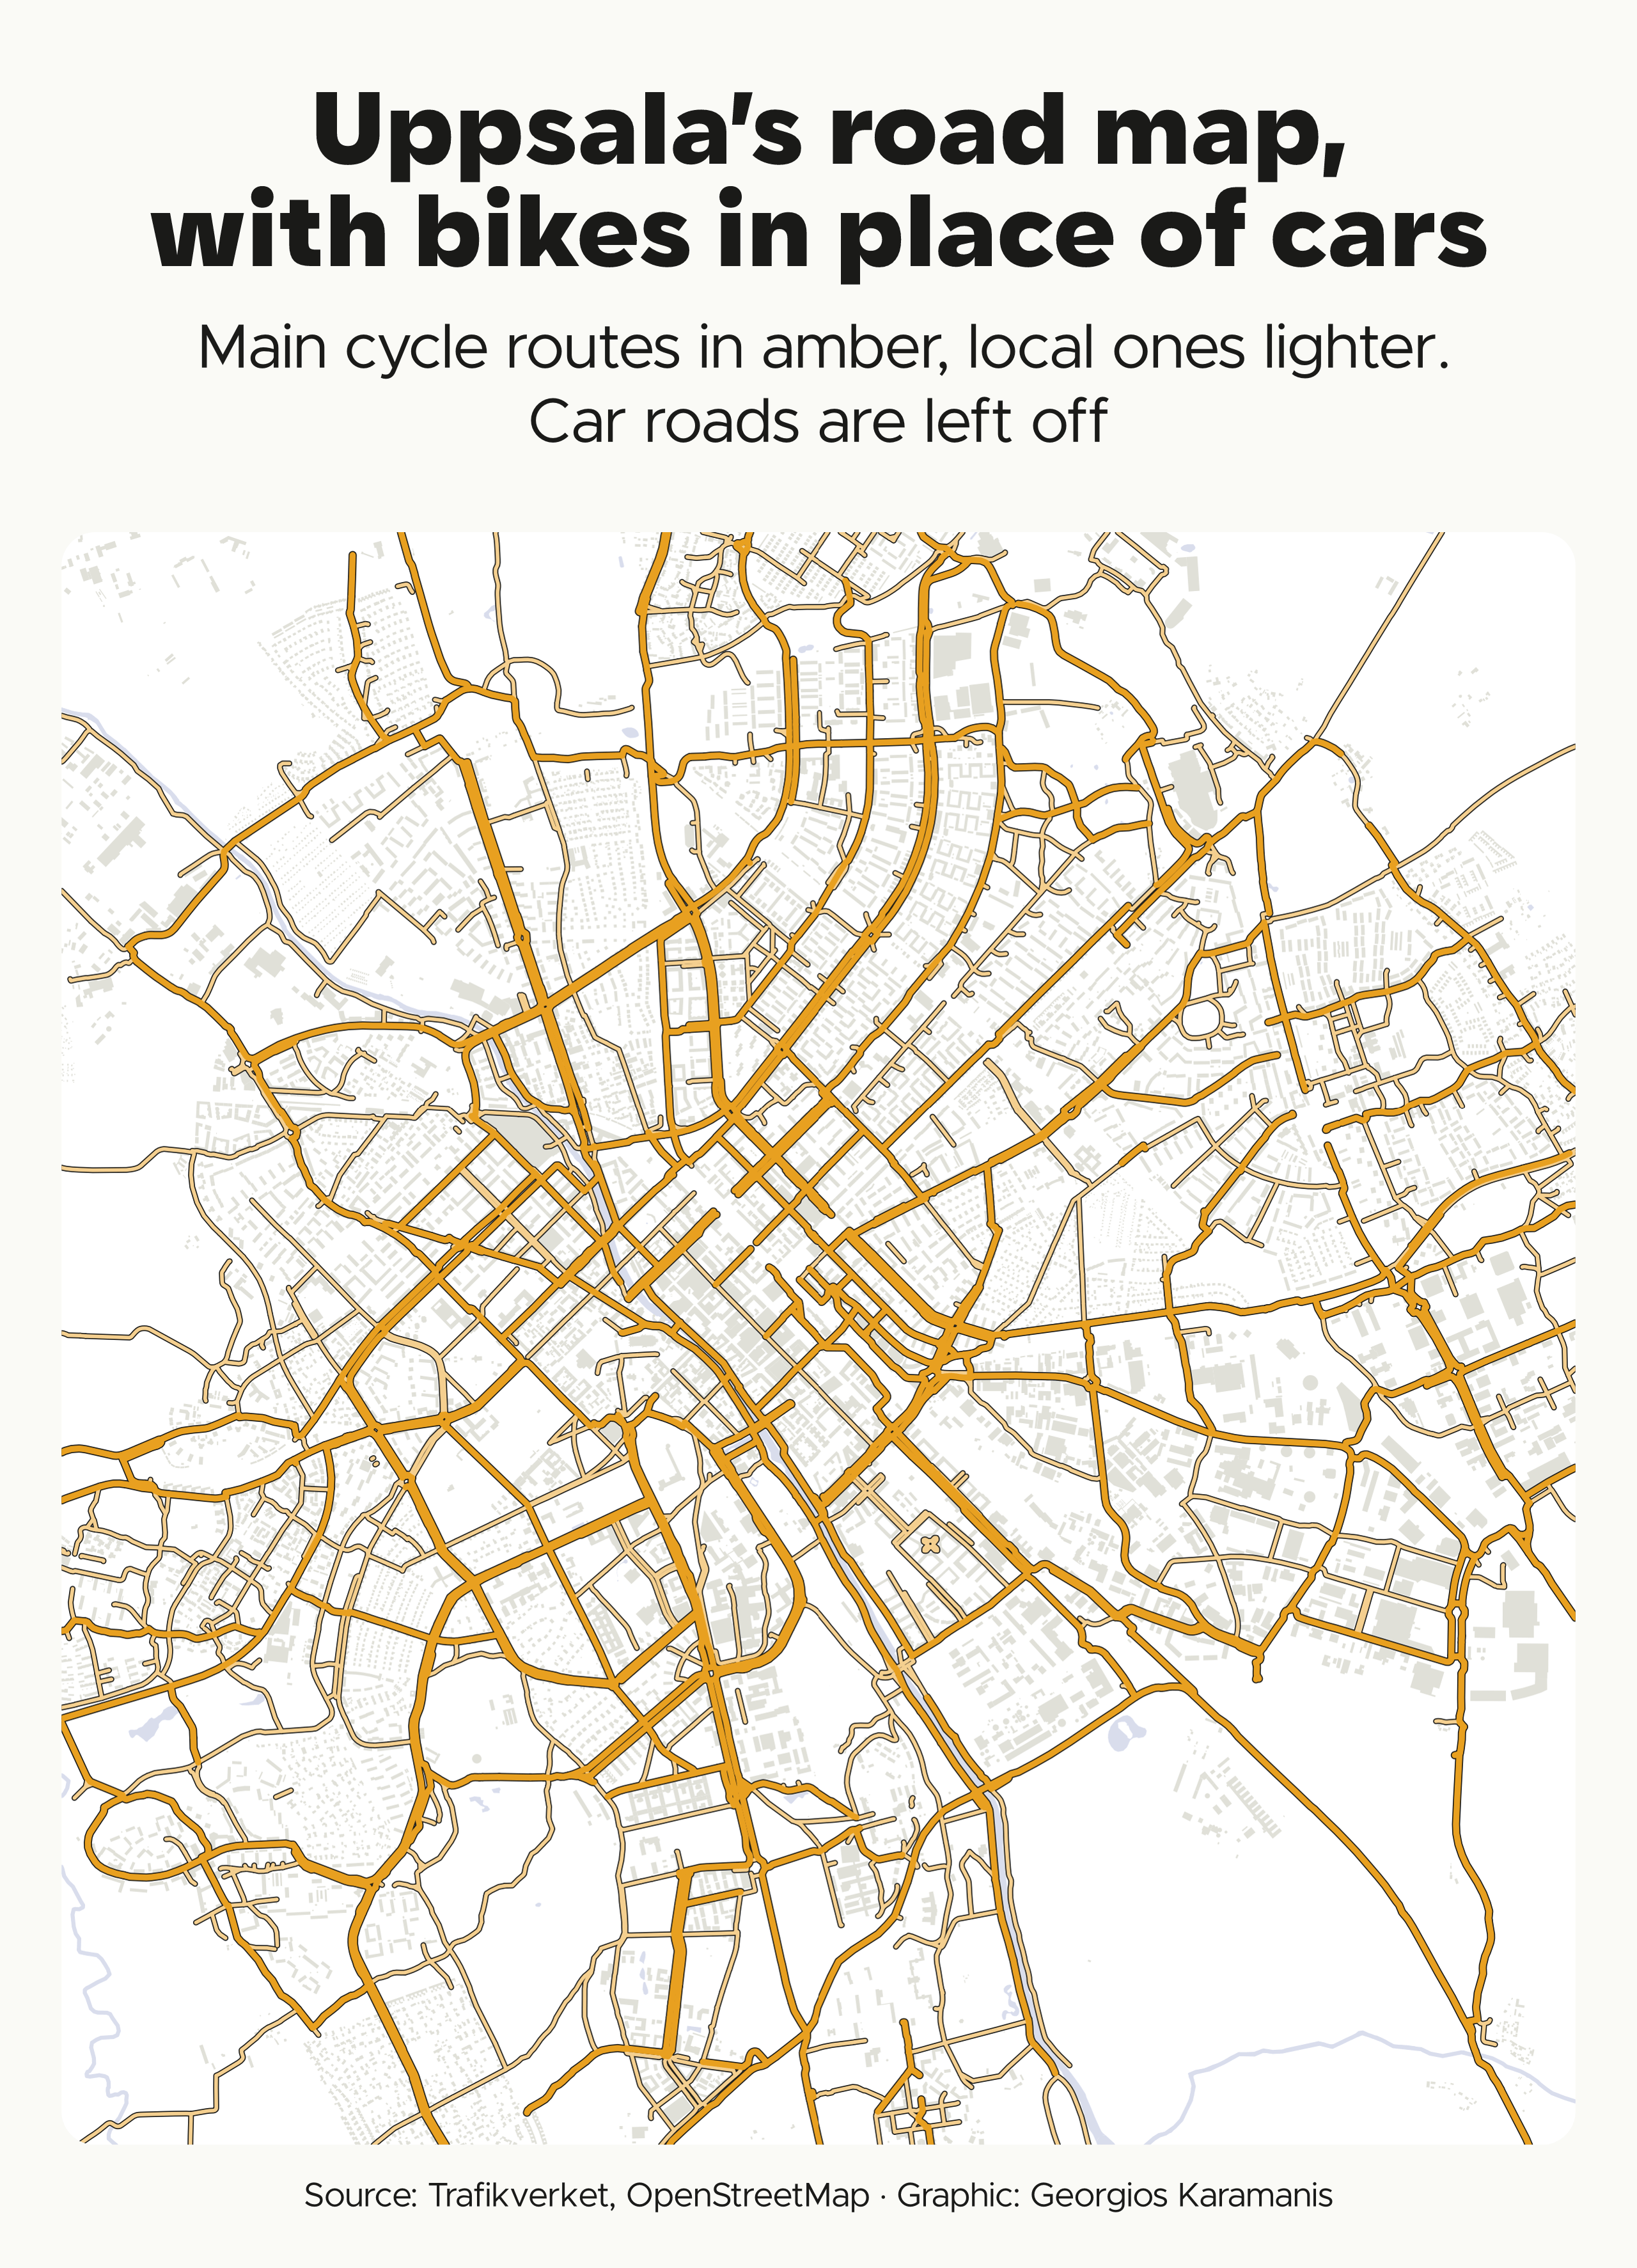 Uppsala’s road map,
with bikes in place of cars
Main cycle routes in amber, local ones lighter.
Car roads are left off
Source: Trafikverket, OpenStreetMap · Graphic: Georgios Karamanis